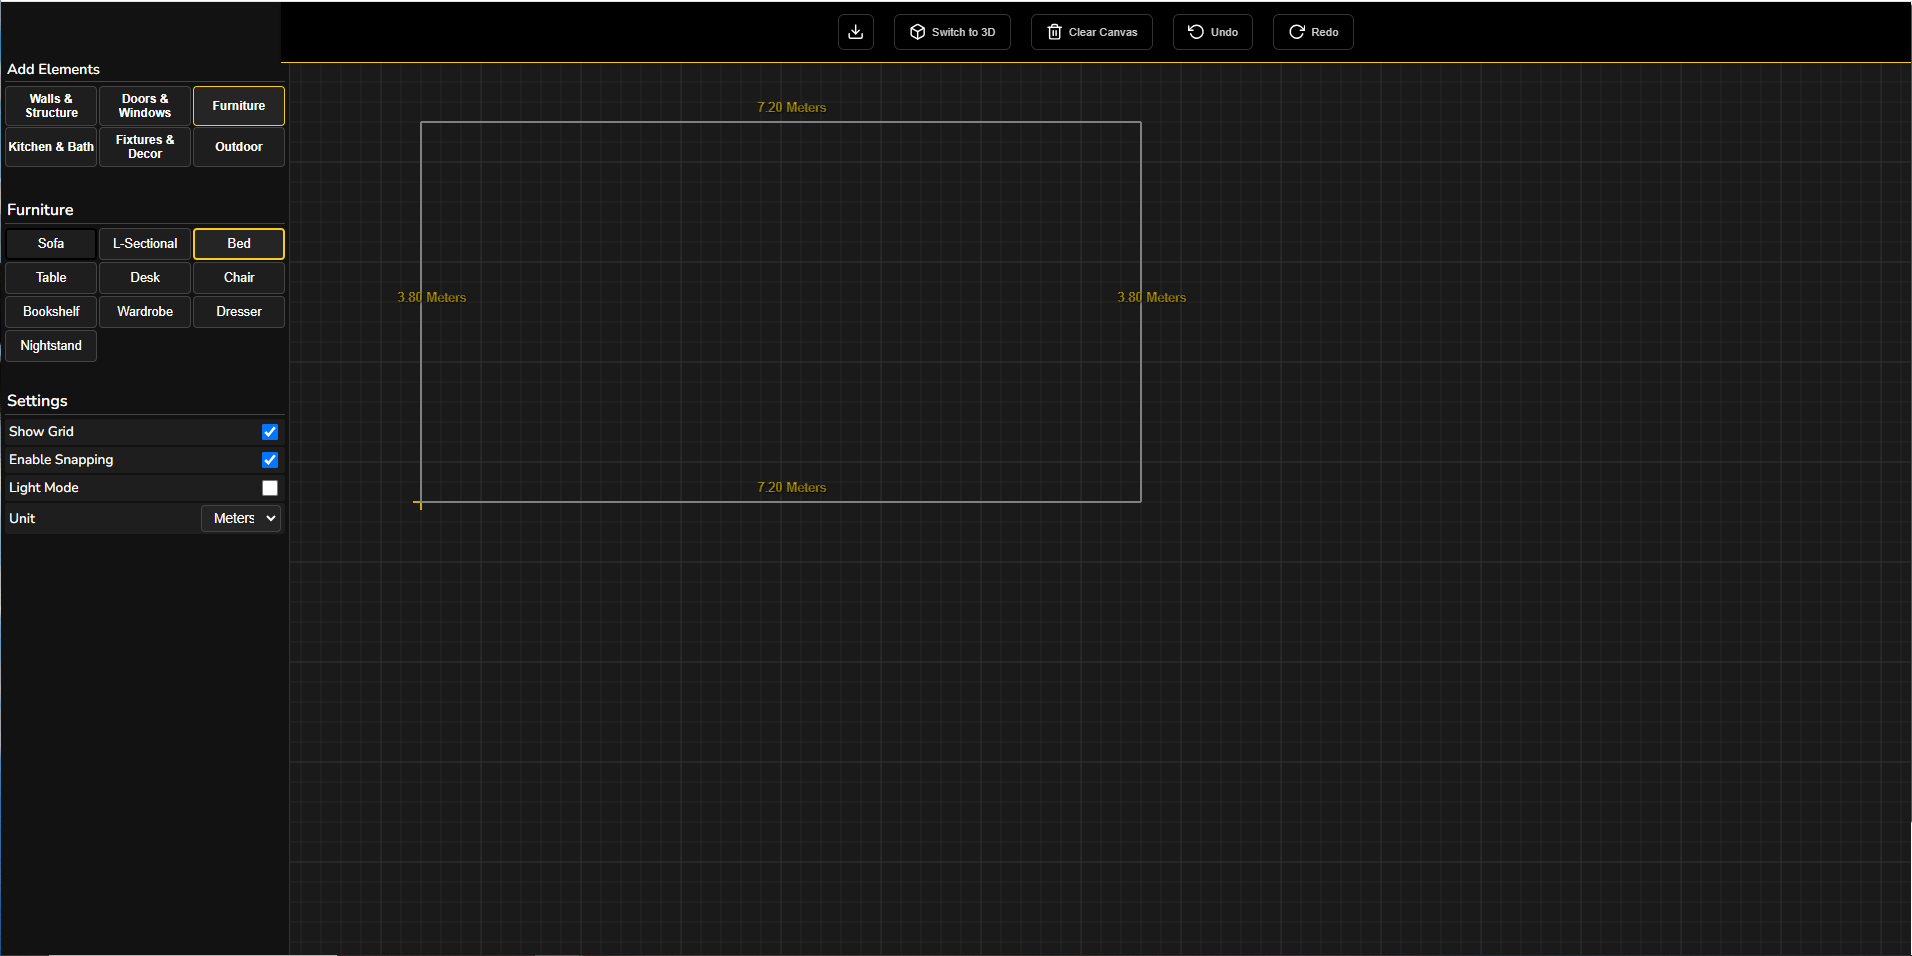 Switch to 3D
Clear Canvas
Undo
Redo
Add Elements
Walls &
Structure
Doors &
Windows
Furniture
Kitchen & Bath
Fixtures &
Decor
Outdoor
Furniture
Sofa
L-Sectional
Bed
Table
Desk
Chair
Bookshelf
Wardrobe
Dresser
Nightstand
Settings
Show Grid
Enable Snapping
Light Mode
Unit
Meters
7.20 Meters
3.80 Meters
3.80 Meters
7.20 Meters